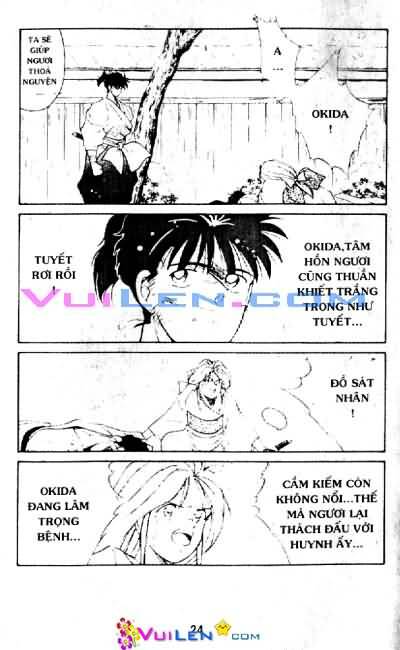 TA SẼ
GIÚP
NGƯƠI
THOẢ
NGUYỆN
A
...
OKIDA
!
OKIDA,TÂM
HỒN NGƯƠI
CŨNG THUẦN
KHIẾT TRẮNG
TRONG NHƯ
TUYẾT...
TUYẾT
RƠI RỒI !
VUILEN.COM
ĐỒ SÁT
NHÂN
!
OKIDA
ĐANG LÂM
TRỌNG
BỆNH...
CẦM KIẾM CÒN
KHÔNG NỔI...THẾ
MÀ NGƯƠI LẠI
THÁCH ĐẤU VỚI
HUYNH ẤY...
24
VUILEN.COM